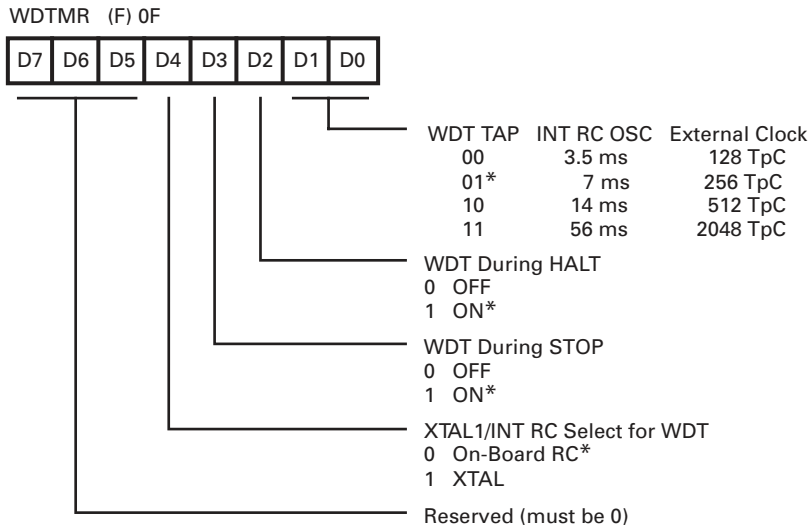 WDTMR (F) 0F
D7 D6 D5 D4 D3 D2 D1 D0
WDT TAP INT RC OSC External Clock
00 3.5 ms 128 TpC
01* 7 ms 256 TpC
10 14 ms 512 TpC
11 56 ms 2048 TpC
WDT During HALT
0 OFF
1 ON*
WDT During STOP
0 OFF
1 ON*
XTAL1/INT RC Select for WDT
0 On-Board RC*
1 XTAL
Reserved (must be 0)